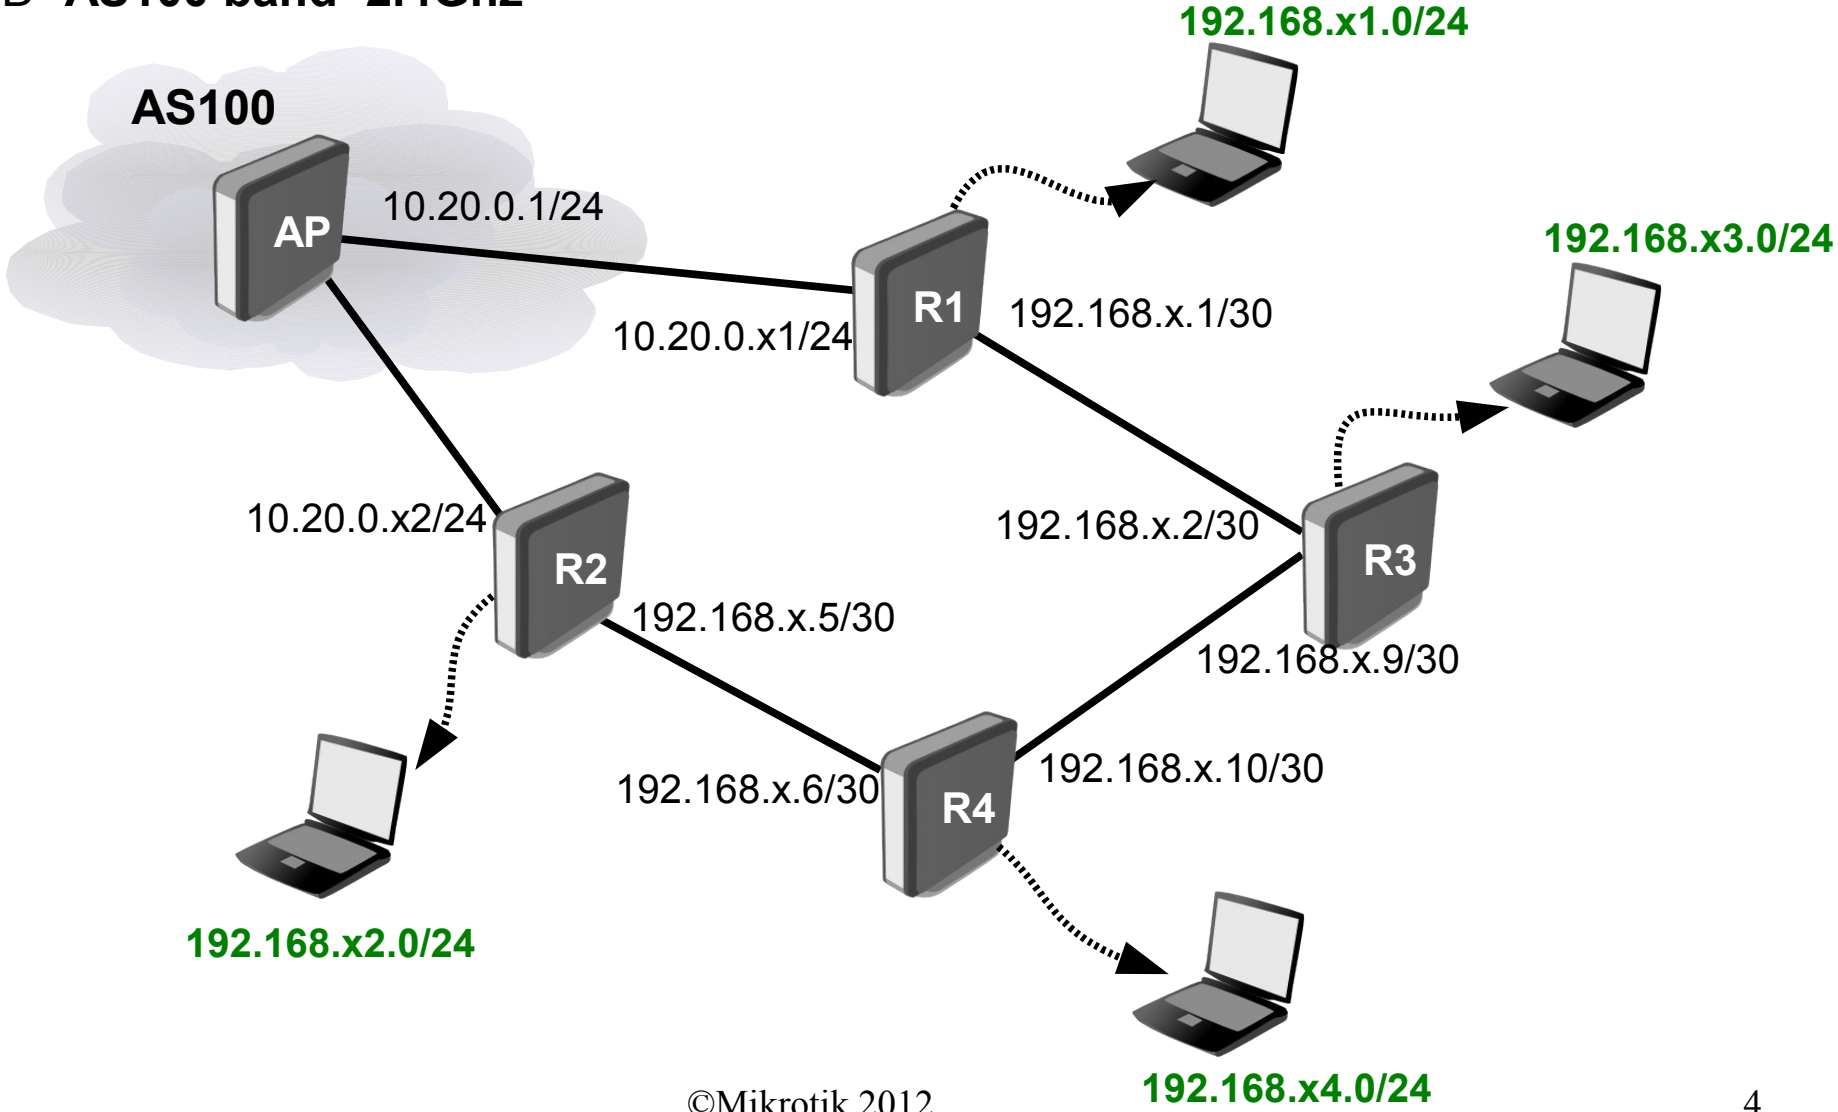 192.168.x1.0/24
AS100
10.20.0.1/24
AP
192.168.x3.0/24
R1
192.168.x.1/30
10.20.0.x1/24
10.20.0.x2/24
192.168.x.2/30
R3
R2
192.168.x.5/30
192.168.x.9/30
192.168.x.6/30
192.168.x.10/30
R4
192.168.x2.0/24
192.168.x4.0/24
©Mikrotik 2012
4